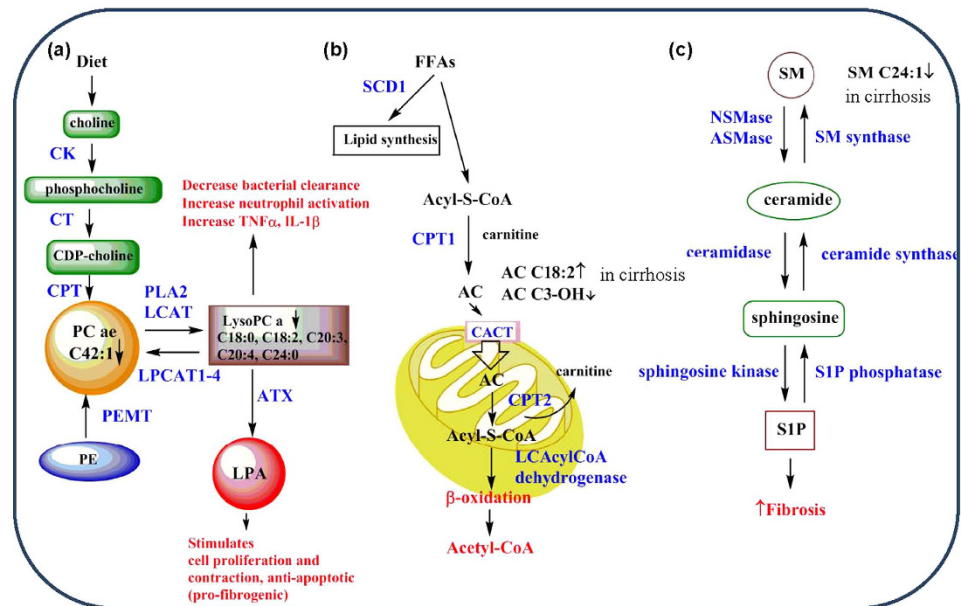 (a)
Diet
choline
CK
phosphocholine
CT
CDP-choline
CPT
PC ae
C42:1↓
PEMT
PE
PLA2
LCAT
LPCAT1-4
Decrease bacterial clearance
Increase neutrophil activation
Increase TNFα, IL-1β
LysoPC a ↓
C18:0, C18:2, C20:3,
C20:4, C24:0
ATX
LPA
Stimulates
cell proliferation and
contraction, anti-apoptotic
(pro-fibrogenic)
(b)
FFAs
SCD1
Lipid synthesis
Acyl-S-CoA
CPT1
carnitine
AC C18:2↑ in cirrhosis
AC C3-OH↓
AC
CACT
AC
carnitine
CPT2
Acyl-S-CoA
LCAcylCoA
dehydrogenase
β-oxidation
Acetyl-CoA
(c)
SM
SM C24:1↓
in cirrhosis
NSMase
ASMase
SM synthase
ceramide
ceramidase
ceramide synthase
sphingosine
sphingosine kinase
S1P phosphatase
S1P
↑Fibrosis